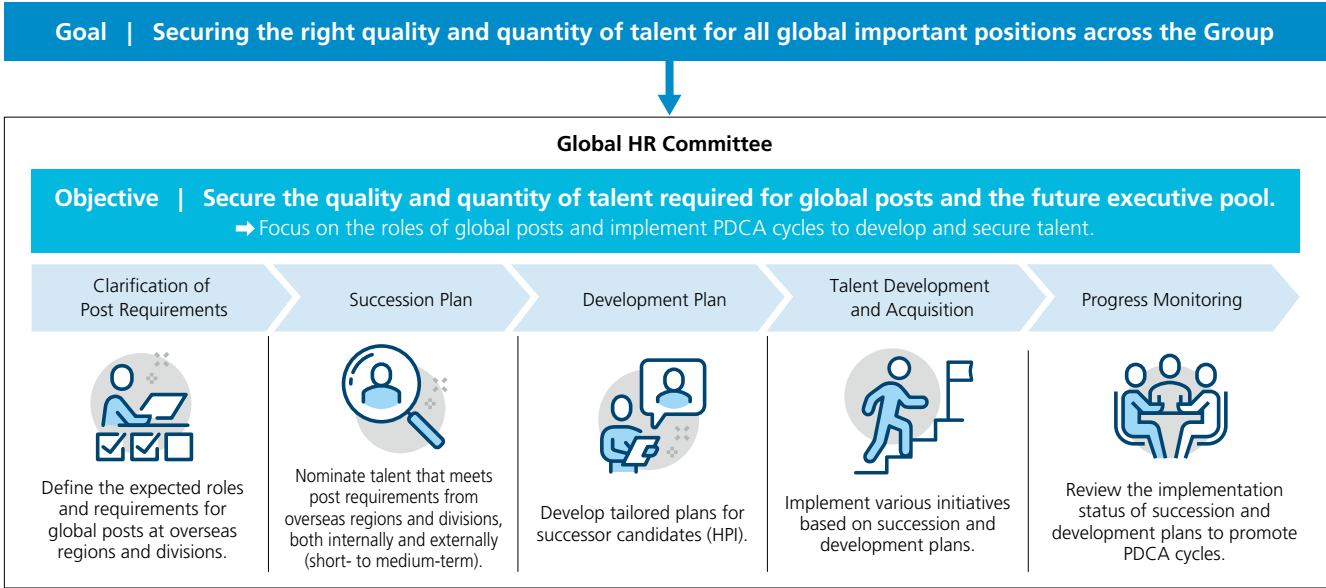 Goal | Securing the right quality and quantity of talent for all global important positions across the Group
Global HR Committee
Objective | Secure the quality and quantity of talent required for global posts and the future executive pool.
➡ Focus on the roles of global posts and implement PDCA cycles to develop and secure talent.
Clarification of
Post Requirements
Succession Plan
Development Plan
Talent Development
and Acquisition
Progress Monitoring
Define the expected roles
and requirements for
global posts at overseas
regions and divisions.
Nominate talent that meets
post requirements from
overseas regions and divisions,
both internally and externally
(short- to medium-term).
Develop tailored plans for
successor candidates (HPI).
Implement various initiatives
based on succession and
development plans.
Review the implementation
status of succession and
development plans to promote
PDCA cycles.